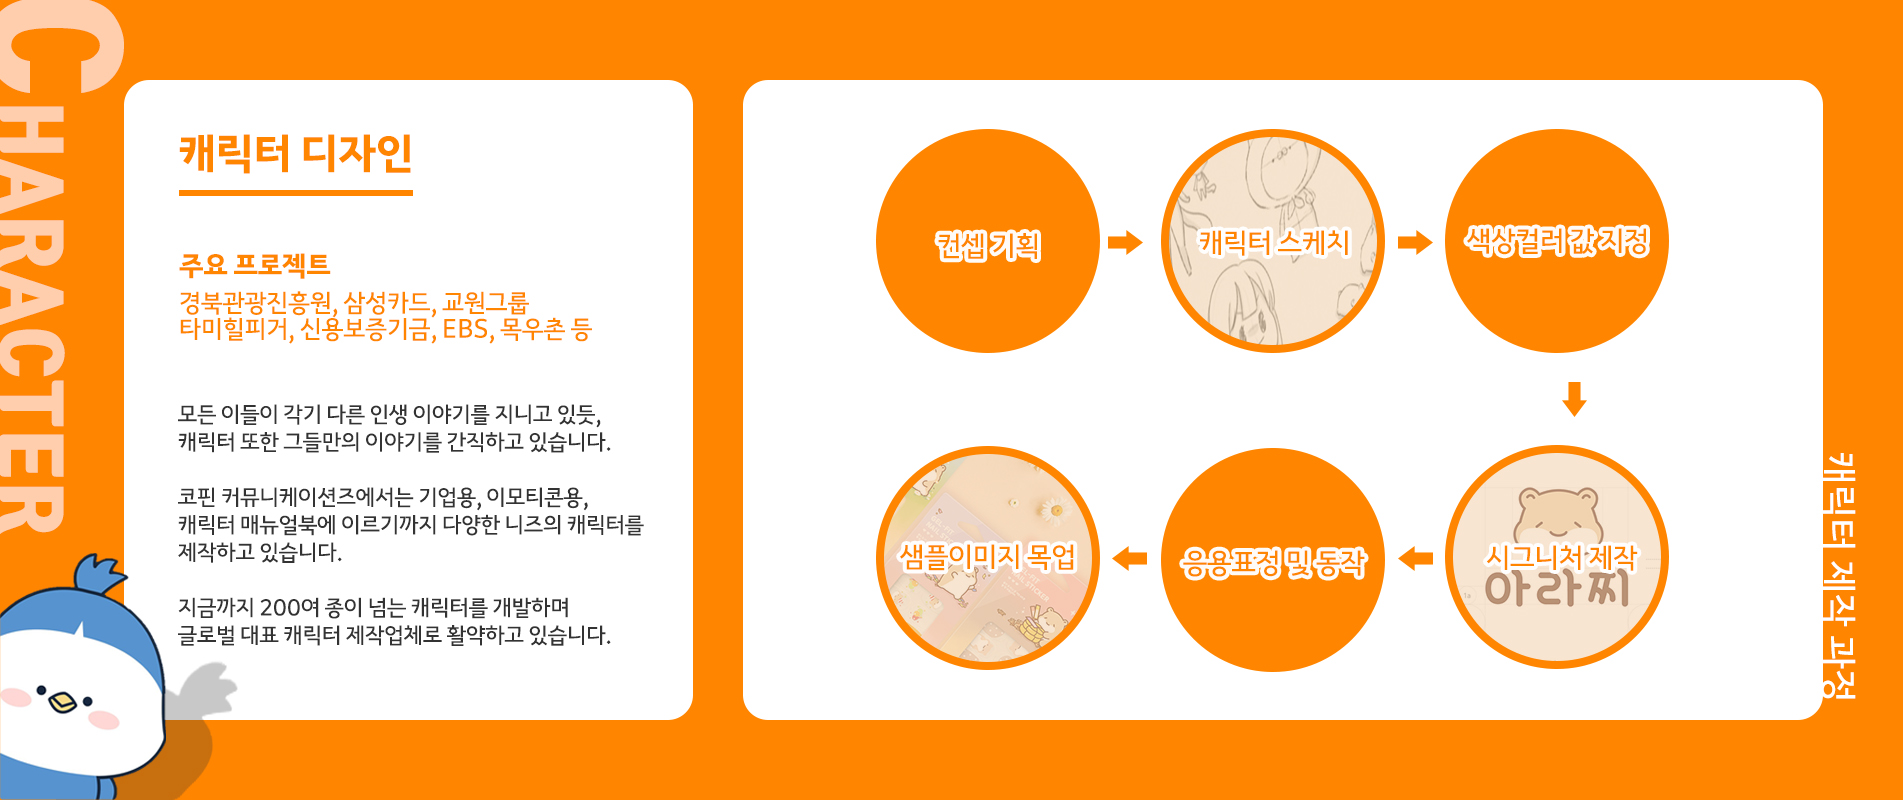 CHARACTER
캐릭터 디자인
주요 프로젝트
경북관광진흥원, 삼성카드, 교원그룹
타미힐피거, 신용보증기금, EBS, 목우촌 등
모든 이들이 각기 다른 인생 이야기를 지니고 있듯,
캐릭터 또한 그들만의 이야기를 간직하고 있습니다.
코핀 커뮤니케이션즈에서는 기업용, 이모티콘용,
캐릭터 매뉴얼북에 이르기까지 다양한 니즈의 캐릭터를
제작하고 있습니다.
지금까지 200여 종이 넘는 캐릭터를 개발하며
글로벌 대표 캐릭터 제작업체로 활약하고 있습니다.
컨셉 기획
캐릭터 스케치
색상컬러 값 지정
시그니처 제작
아라찌
응용표정 및 동작
샘플이미지 목업
캐릭터 제작 과정